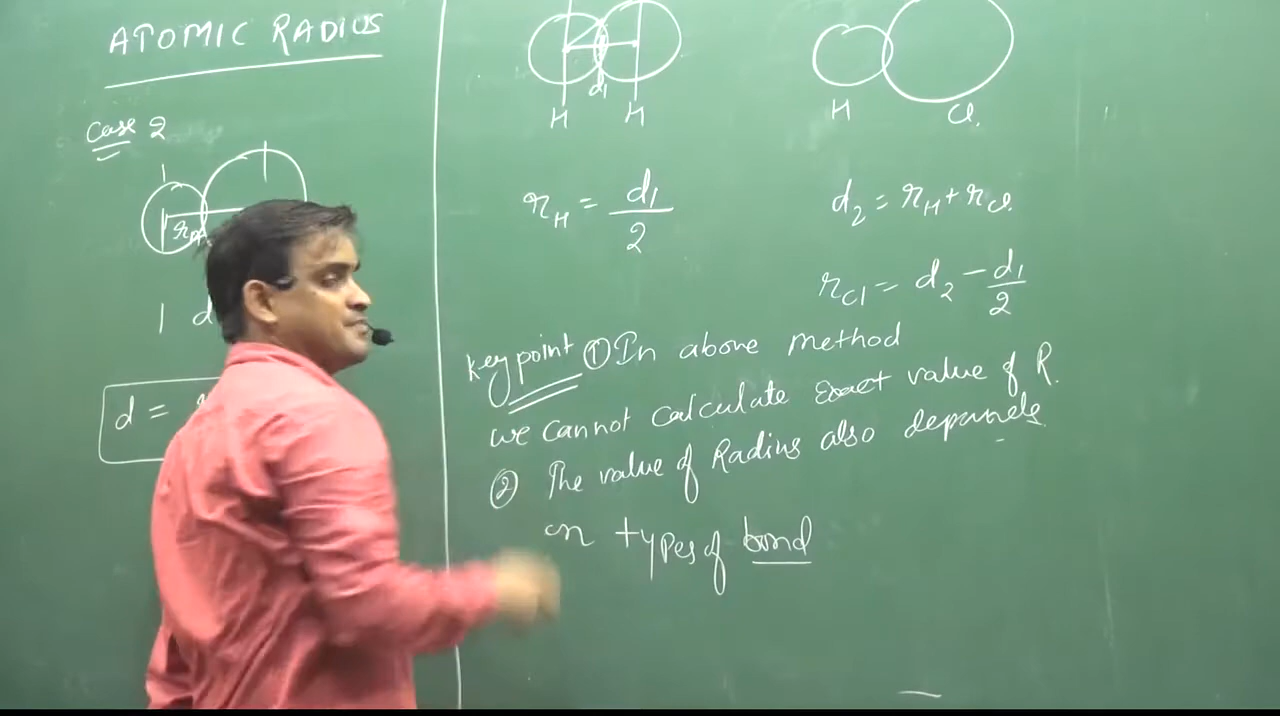 ATOMIC RADIUS
Case 2
1 d
d =
d1
H H
H Cl.
rH = d1/2
d2 = rH + rCl.
rCl = d2 - d1/2
key point ① In above method
we cannot calculate Exact value of R.
② The value of Radius also depands
on types of bond